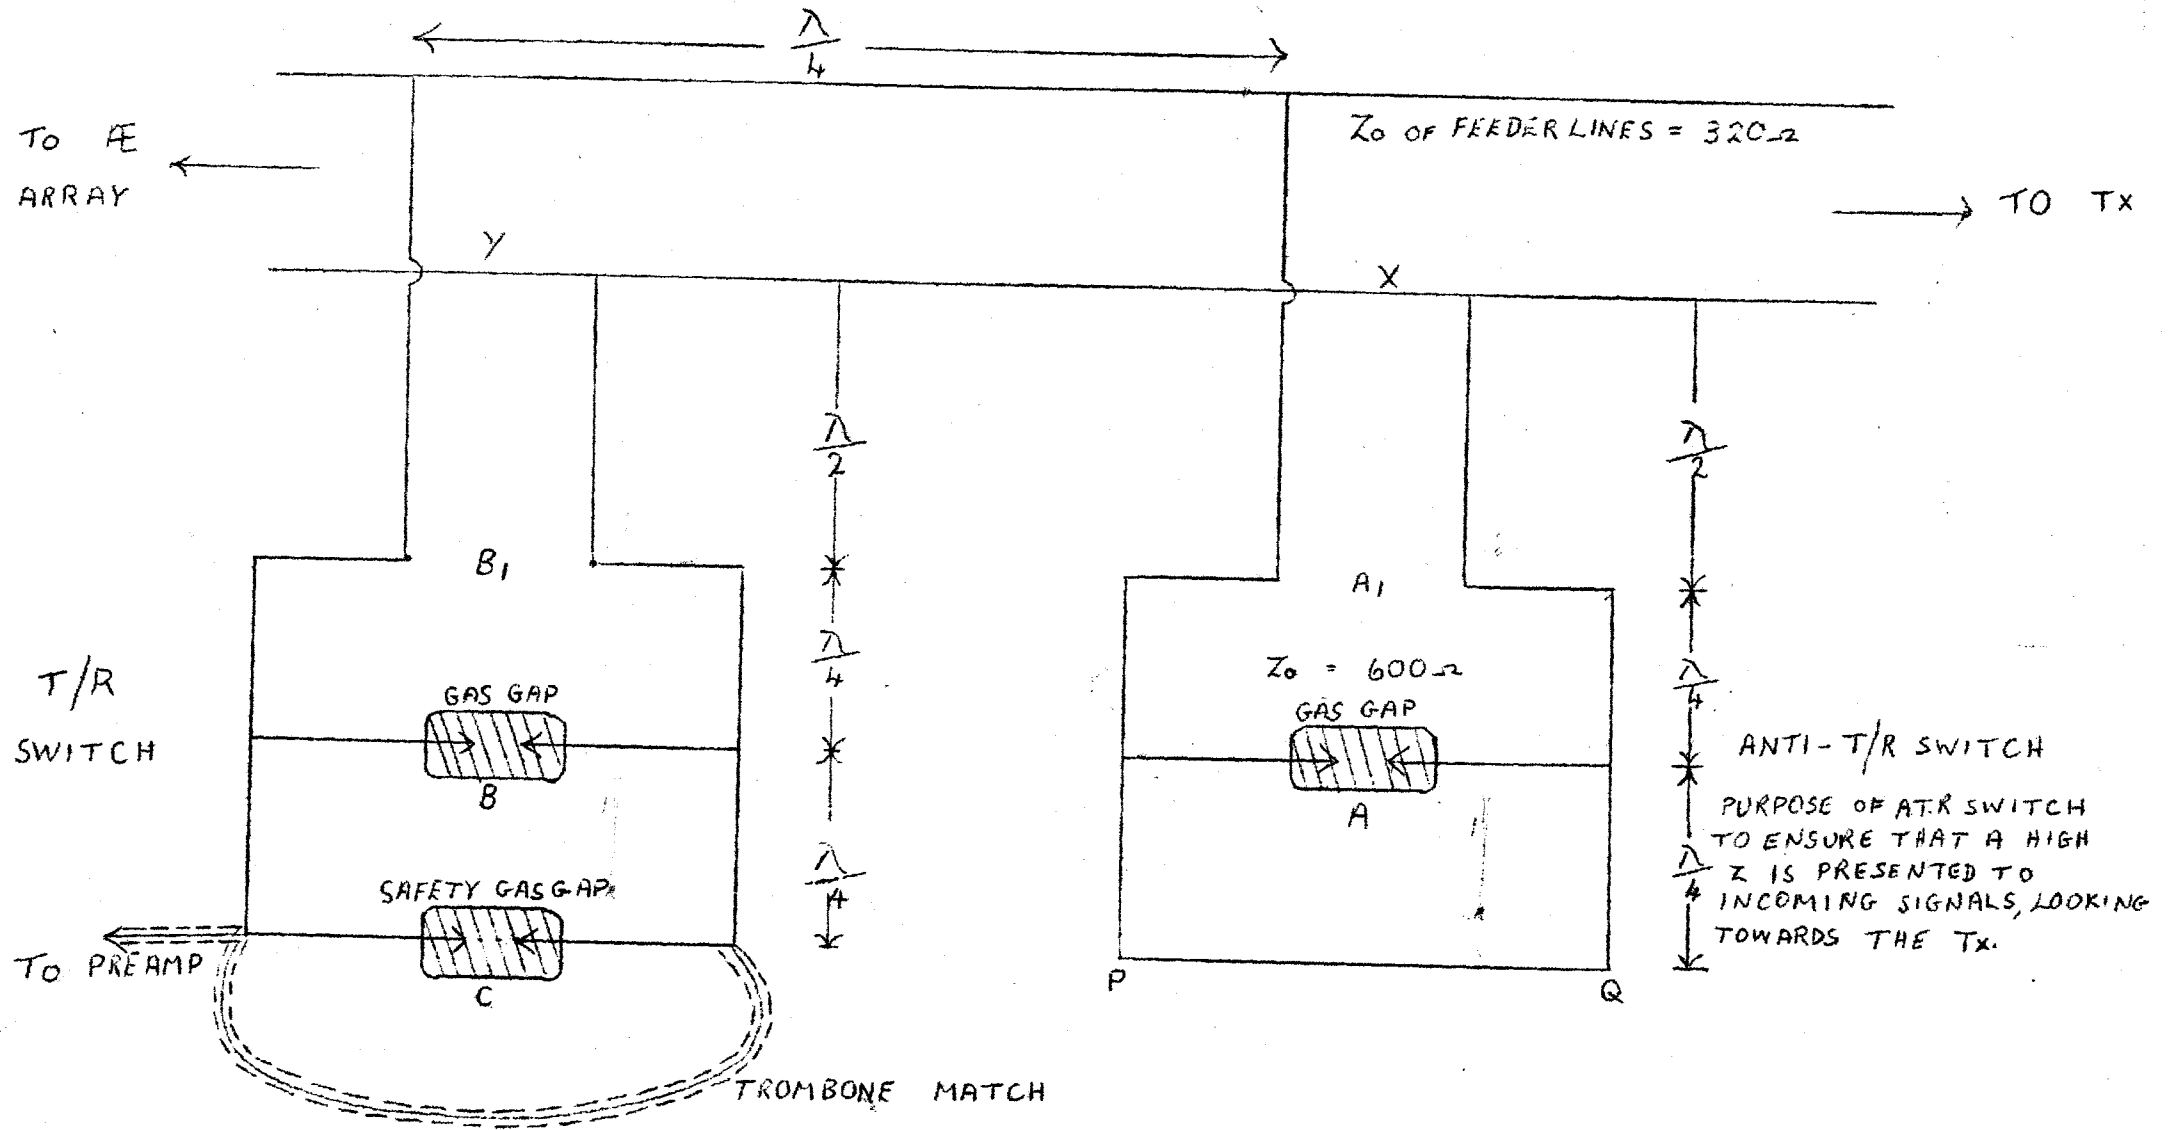 λ/4
Z₀ OF FEEDER LINES = 320Ω
TO Æ
ARRAY
TO Tx
Y
X
λ/2
λ/2
B₁
A₁
T/R
SWITCH
λ/4
Z₀ = 600Ω
λ/4
GAS GAP
B
GAS GAP
A
ANTI-T/R SWITCH
PURPOSE OF A.T.R SWITCH
TO ENSURE THAT A HIGH
Z IS PRESENTED TO
INCOMING SIGNALS, LOOKING
TOWARDS THE Tx.
λ/4
λ/4
SAFETY GAS GAP
C
TO PREAMP
P
Q
TROMBONE MATCH